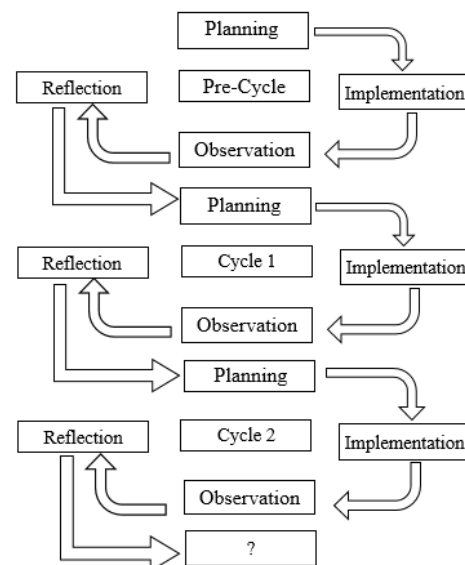 Planning
Reflection
Pre-Cycle
Implementation
Observation
Planning
Reflection
Cycle 1
Implementation
Observation
Planning
Reflection
Cycle 2
Implementation
Observation
?